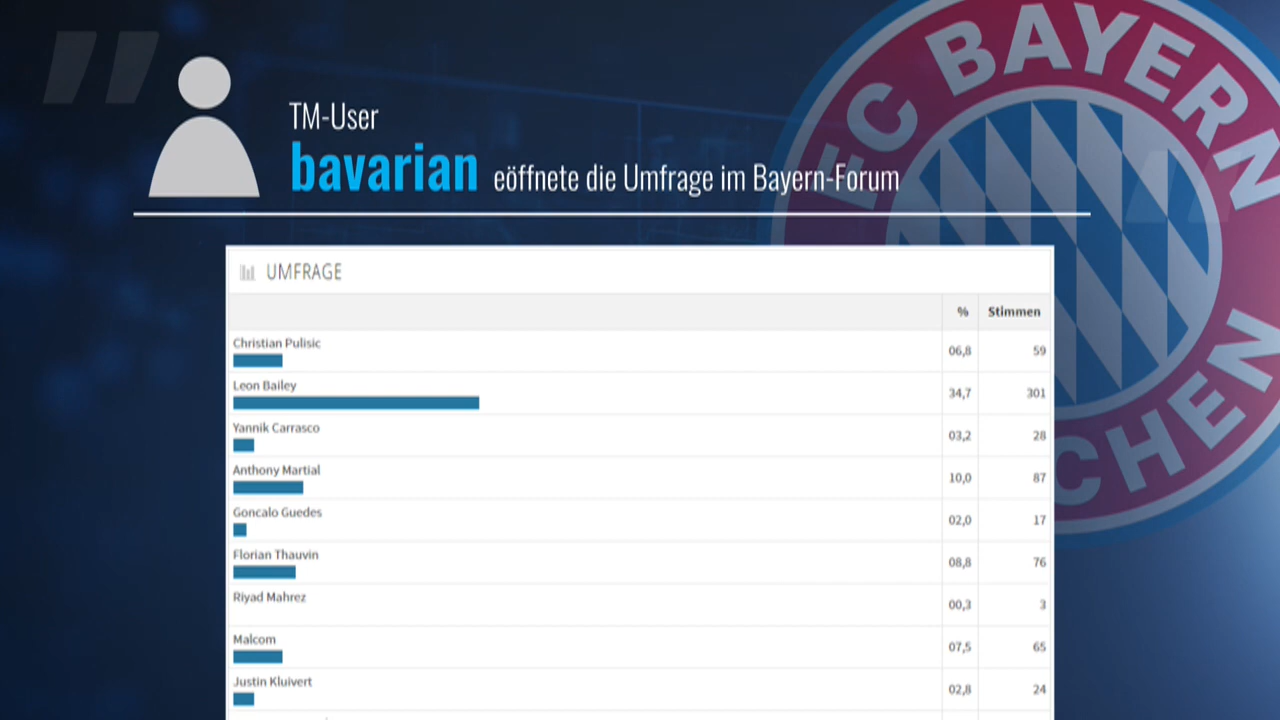 TM-User
bavarian eöffnete die Umfrage im Bayern-Forum
FC BAYERN
CHEN
UMFRAGE
% Stimmen
Christian Pulisic 06,8 59
Leon Bailey 34,7 301
Yannik Carrasco 03,2 28
Anthony Martial 10,0 87
Goncalo Guedes 02,0 17
Florian Thauvin 08,8 76
Riyad Mahrez 00,3 3
Malcom 07,5 65
Justin Kluivert 02,8 24